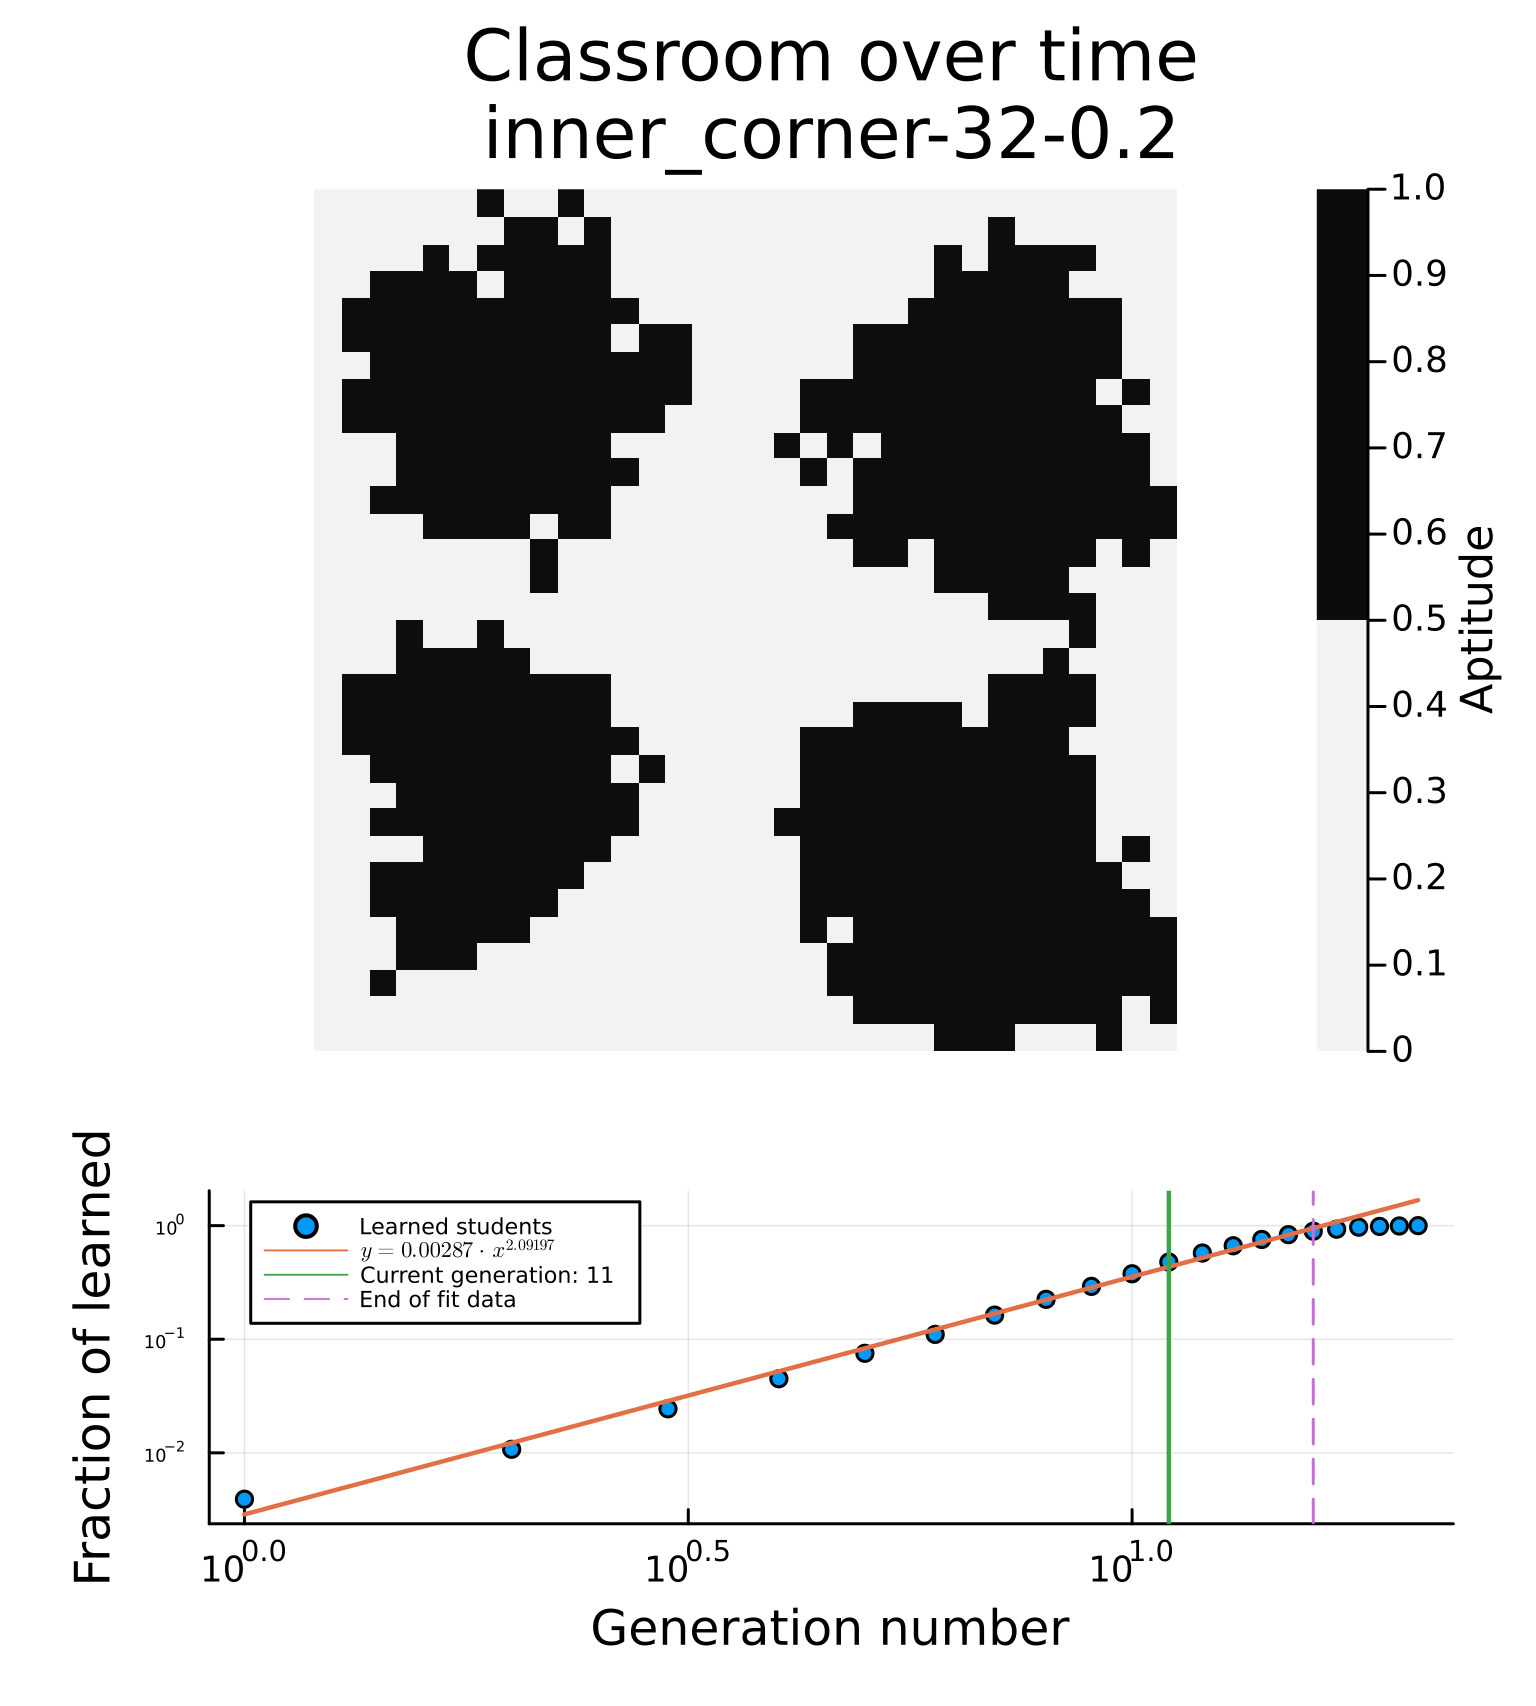 Classroom over time
inner_corner-32-0.2
1.0
0.9
0.8
0.7
0.6
0.5
0.4
0.3
0.2
0.1
0
Aptitude
Fraction of learned
10⁰
10⁻¹
10⁻²
Learned students
y = 0.00287 · x^2.09197
Current generation: 11
End of fit data
10^0.0
10^0.5
10^1.0
Generation number